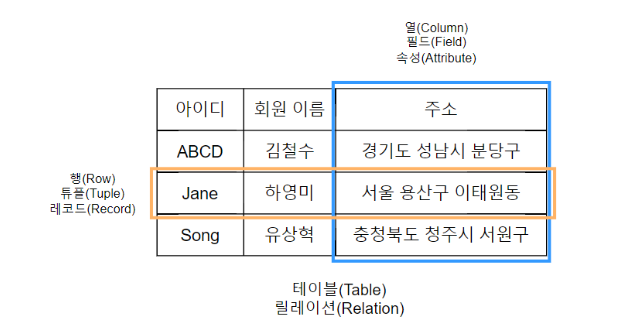 열(Column)
필드(Field)
속성(Attribute)
아이디 회원 이름 주소
ABCD 김철수 경기도 성남시 분당구
행(Row)
튜플(Tuple)
레코드(Record)
Jane 하영미 서울 용산구 이태원동
Song 유상혁 충청북도 청주시 서원구
테이블(Table)
릴레이션(Relation)